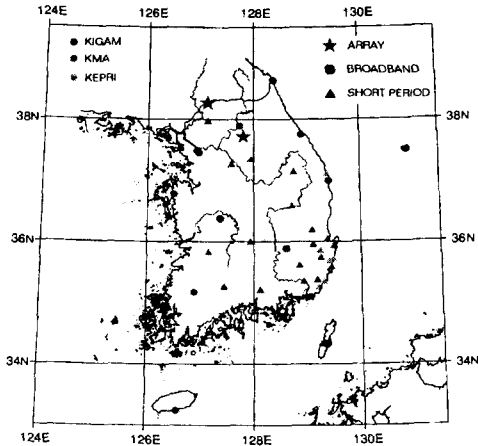 124E 126E 128E 130E
KIGAM
KMA
KEPRI
ARRAY
BROADBAND
SHORT PERIOD
38N 38N
36N 36N
34N 34N
124E 126E 128E 130E